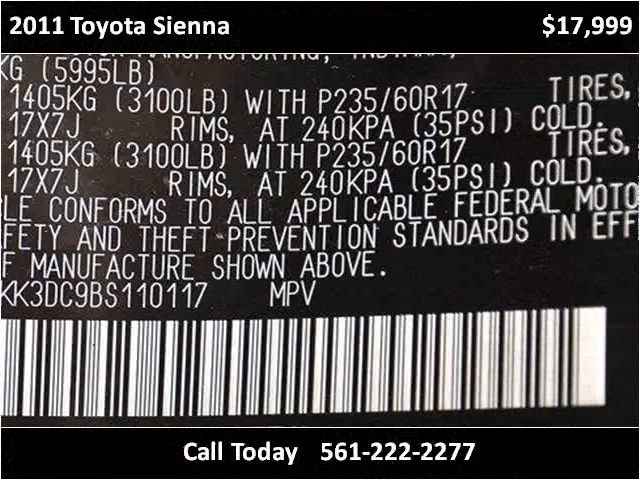 2011 Toyota Sienna $17,999
KG (5995LB)
1405KG (3100LB) WITH P235/60R17 TIRES,
17X7J RIMS, AT 240KPA (35PSI) COLD.
1405KG (3100LB) WITH P235/60R17 TIRES,
17X7J RIMS, AT 240KPA (35PSI) COLD.
LE CONFORMS TO ALL APPLICABLE FEDERAL MOTO
FETY AND THEFT PREVENTION STANDARDS IN EFF
F MANUFACTURE SHOWN ABOVE.
KK3DC9BS110117 MPV
Call Today 561-222-2277